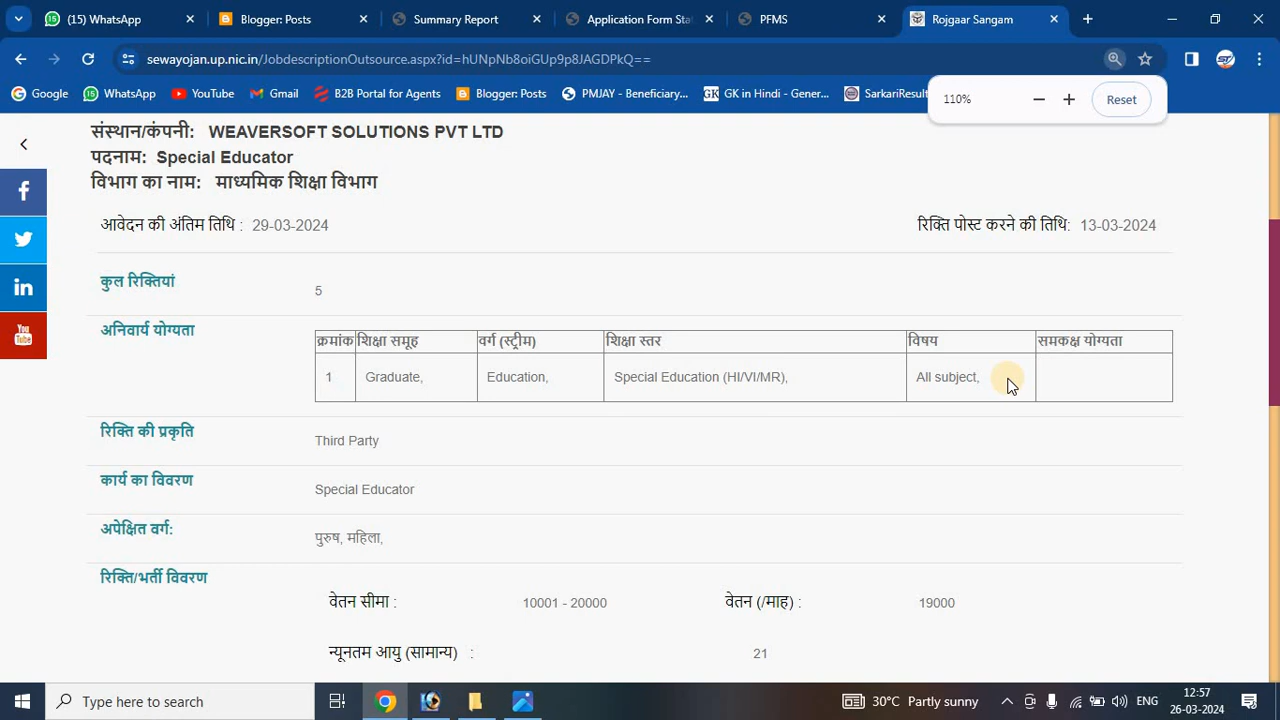 (15) WhatsApp
Blogger: Posts
Summary Report
Application Form Sta
PFMS
Rojgaar Sangam
sewayojan.up.nic.in/JobdescriptionOutsource.aspx?id=hUNpNb8oiGUp9p8JAGDPkQ==
Google
WhatsApp
YouTube
Gmail
B2B Portal for Agents
Blogger: Posts
PMJAY - Beneficiary...
GK in Hindi - Gener...
SarkariResul
110%
Reset
संस्थान/कंपनी: WEAVERSOFT SOLUTIONS PVT LTD
पदनाम: Special Educator
विभाग का नाम: माध्यमिक शिक्षा विभाग
आवेदन की अंतिम तिथि : 29-03-2024
रिक्ति पोस्ट करने की तिथि: 13-03-2024
कुल रिक्तियां
5
अनिवार्य योग्यता
क्रमांक शिक्षा समूह वर्ग (स्ट्रीम) शिक्षा स्तर विषय समकक्ष योग्यता
1 Graduate, Education, Special Education (HI/VI/MR), All subject,
रिक्ति की प्रकृति
Third Party
कार्य का विवरण
Special Educator
अपेक्षित वर्ग:
पुरुष, महिला,
रिक्ति/भर्ती विवरण
वेतन सीमा : 10001 - 20000 वेतन (/माह) : 19000
न्यूनतम आयु (सामान्य) : 21
Type here to search
30°C Partly sunny
ENG
12:57
26-03-2024